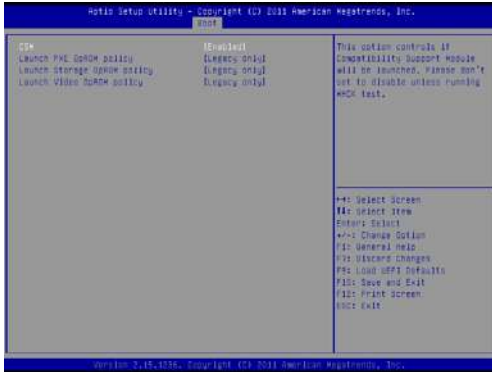 Aptio Setup Utility - Copyright (C) 2011 American Megatrends, Inc.
Boot
CSM [Enabled]
Launch PXE OpROM policy [Legacy only]
Launch Storage OpROM policy [Legacy only]
Launch Video OpROM policy [Legacy only]
This option controls if
Compatibility Support Module
will be launched. Please don't
set to disable unless running
WHCK test.
→←: Select Screen
↑↓: Select Item
Enter: Select
+/-: Change Option
F1: General Help
F7: Discard Changes
F9: Load UEFI Defaults
F10: Save and Exit
F12: Print Screen
ESC: Exit
Version 2.15.1236. Copyright (C) 2011 American Megatrends, Inc.